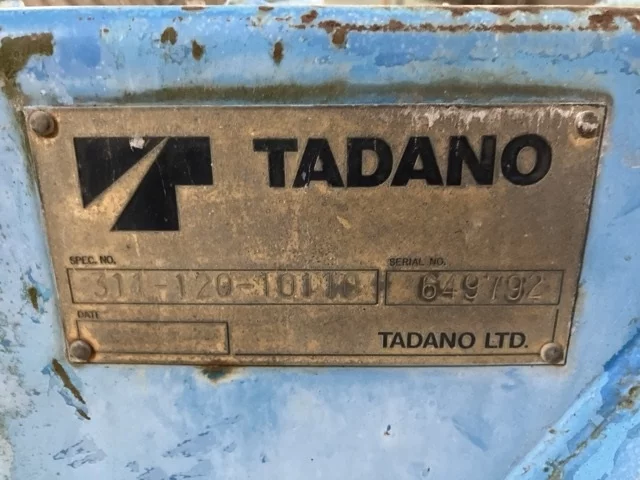 TADANO
SPEC. NO.
SERIAL NO.
649792
DATE
TADANO LTD.